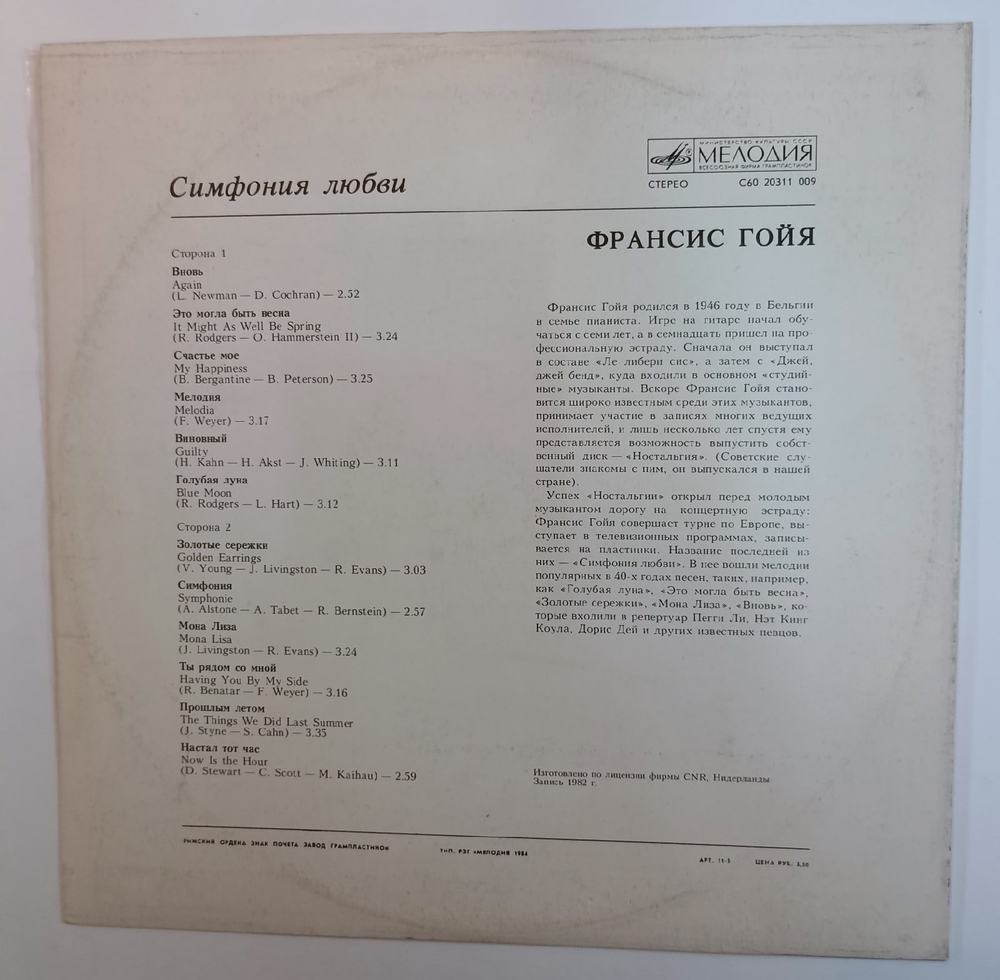 МИНИСТЕРСТВО КУЛЬТУРЫ СССР
МЕЛОДИЯ
ВСЕСОЮЗНАЯ ФИРМА ГРАМПЛАСТИНОК
СТЕРЕО С60 20311 009
Симфония любви
ФРАНСИС ГОЙЯ
Сторона 1
Вновь
Again
(L. Newman — D. Cochran) — 2.52
Это могла быть весна
It Might As Well Be Spring
(R. Rodgers — O. Hammerstein II) — 3.24
Счастье мое
My Happiness
(B. Bergantine — B. Peterson) — 3.25
Мелодия
Melodia
(F. Weyer) — 3.17
Виновный
Guilty
(H. Kahn — H. Akst — J. Whiting) — 3.11
Голубая луна
Blue Moon
(R. Rodgers — L. Hart) — 3.12
Сторона 2
Золотые сережки
Golden Earrings
(V. Young — J. Livingston — R. Evans) — 3.03
Симфония
Symphonie
(A. Alstone — A. Tabet — R. Bernstein) — 2.57
Мона Лиза
Mona Lisa
(J. Livingston — R. Evans) — 3.24
Ты рядом со мной
Having You By My Side
(R. Benatar — F. Weyer) — 3.16
Прошлым летом
The Things We Did Last Summer
(J. Styne — S. Cahn) — 3.35
Настал тот час
Now Is the Hour
(D. Stewart — C. Scott — M. Kaihau) — 2.59
Франсис Гойя родился в 1946 году в Бельгии
в семье пианиста. Игре на гитаре начал обу-
чаться с семи лет, а в семнадцать пришел на про-
фессиональную эстраду. Сначала он выступал
в составе «Ле либери сис», а затем с «Джей,
джей бенд», куда входили в основном «студий-
ные» музыканты. Вскоре Франсис Гойя стано-
вится широко известным среди этих музыкантов,
принимает участие в записях многих ведущих
исполнителей, и лишь несколько лет спустя ему
представляется возможность выпустить собст-
венный диск — «Ностальгия». (Советские слу-
шатели знакомы с ним, он выпускался в нашей
стране).
Успех «Ностальгии» открыл перед молодым
музыкантом дорогу на концертную эстраду:
Франсис Гойя совершает турне по Европе, вы-
ступает в телевизионных программах, записы-
вается на пластинки. Название последней из
них — «Симфония любви». В нее вошли мелодии
популярных в 40-х годах песен, таких, например,
как «Голубая луна», «Это могла быть весна»,
«Золотые сережки», «Мона Лиза», «Вновь», ко-
торые входили в репертуар Пегги Ли, Нэт Кинг
Коула, Дорис Дей и других известных певцов.
Изготовлено по лицензии фирмы CNR, Нидерланды
Запись 1982 г.
РИЖСКИЙ ОРДЕНА ЗНАК ПОЧЕТА ЗАВОД ГРАМПЛАСТИНОК ТИП. РЗГ «МЕЛОДИЯ 1984 АРТ. 11-5 ЦЕНА РУБ. 3,50